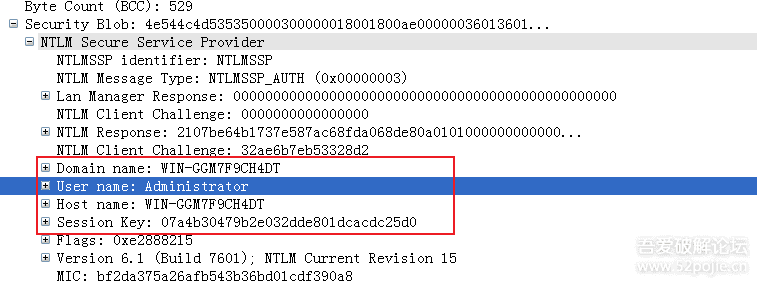 Byte Count (BCC): 529
Security Blob: 4e544c4d53535000030000001800180​0ae00000036013601...
NTLM Secure Service Provider
NTLMSSP identifier: NTLMSSP
NTLM Message Type: NTLMSSP_AUTH (0x00000003)
Lan Manager Response: 000000000000000000000000000000000000000000000000
NTLM Client Challenge: 0000000000000000
NTLM Response: 2107be64b1737e587ac68fda068de80a0101000000000000...
NTLM Client Challenge: 32ae6b7eb53328d2
Domain name: WIN-GGM7F9CH4DT
User name: Administrator
Host name: WIN-GGM7F9CH4DT
Session Key: 07a4b30479b2e032dde801dcacdc25d0
Flags: 0xe2888215
Version 6.1 (Build 7601); NTLM Current Revision 15
MIC: bf2da375a26afb543b36bd01cdf390a8
吾爱破解论坛
www.52pojie.cn